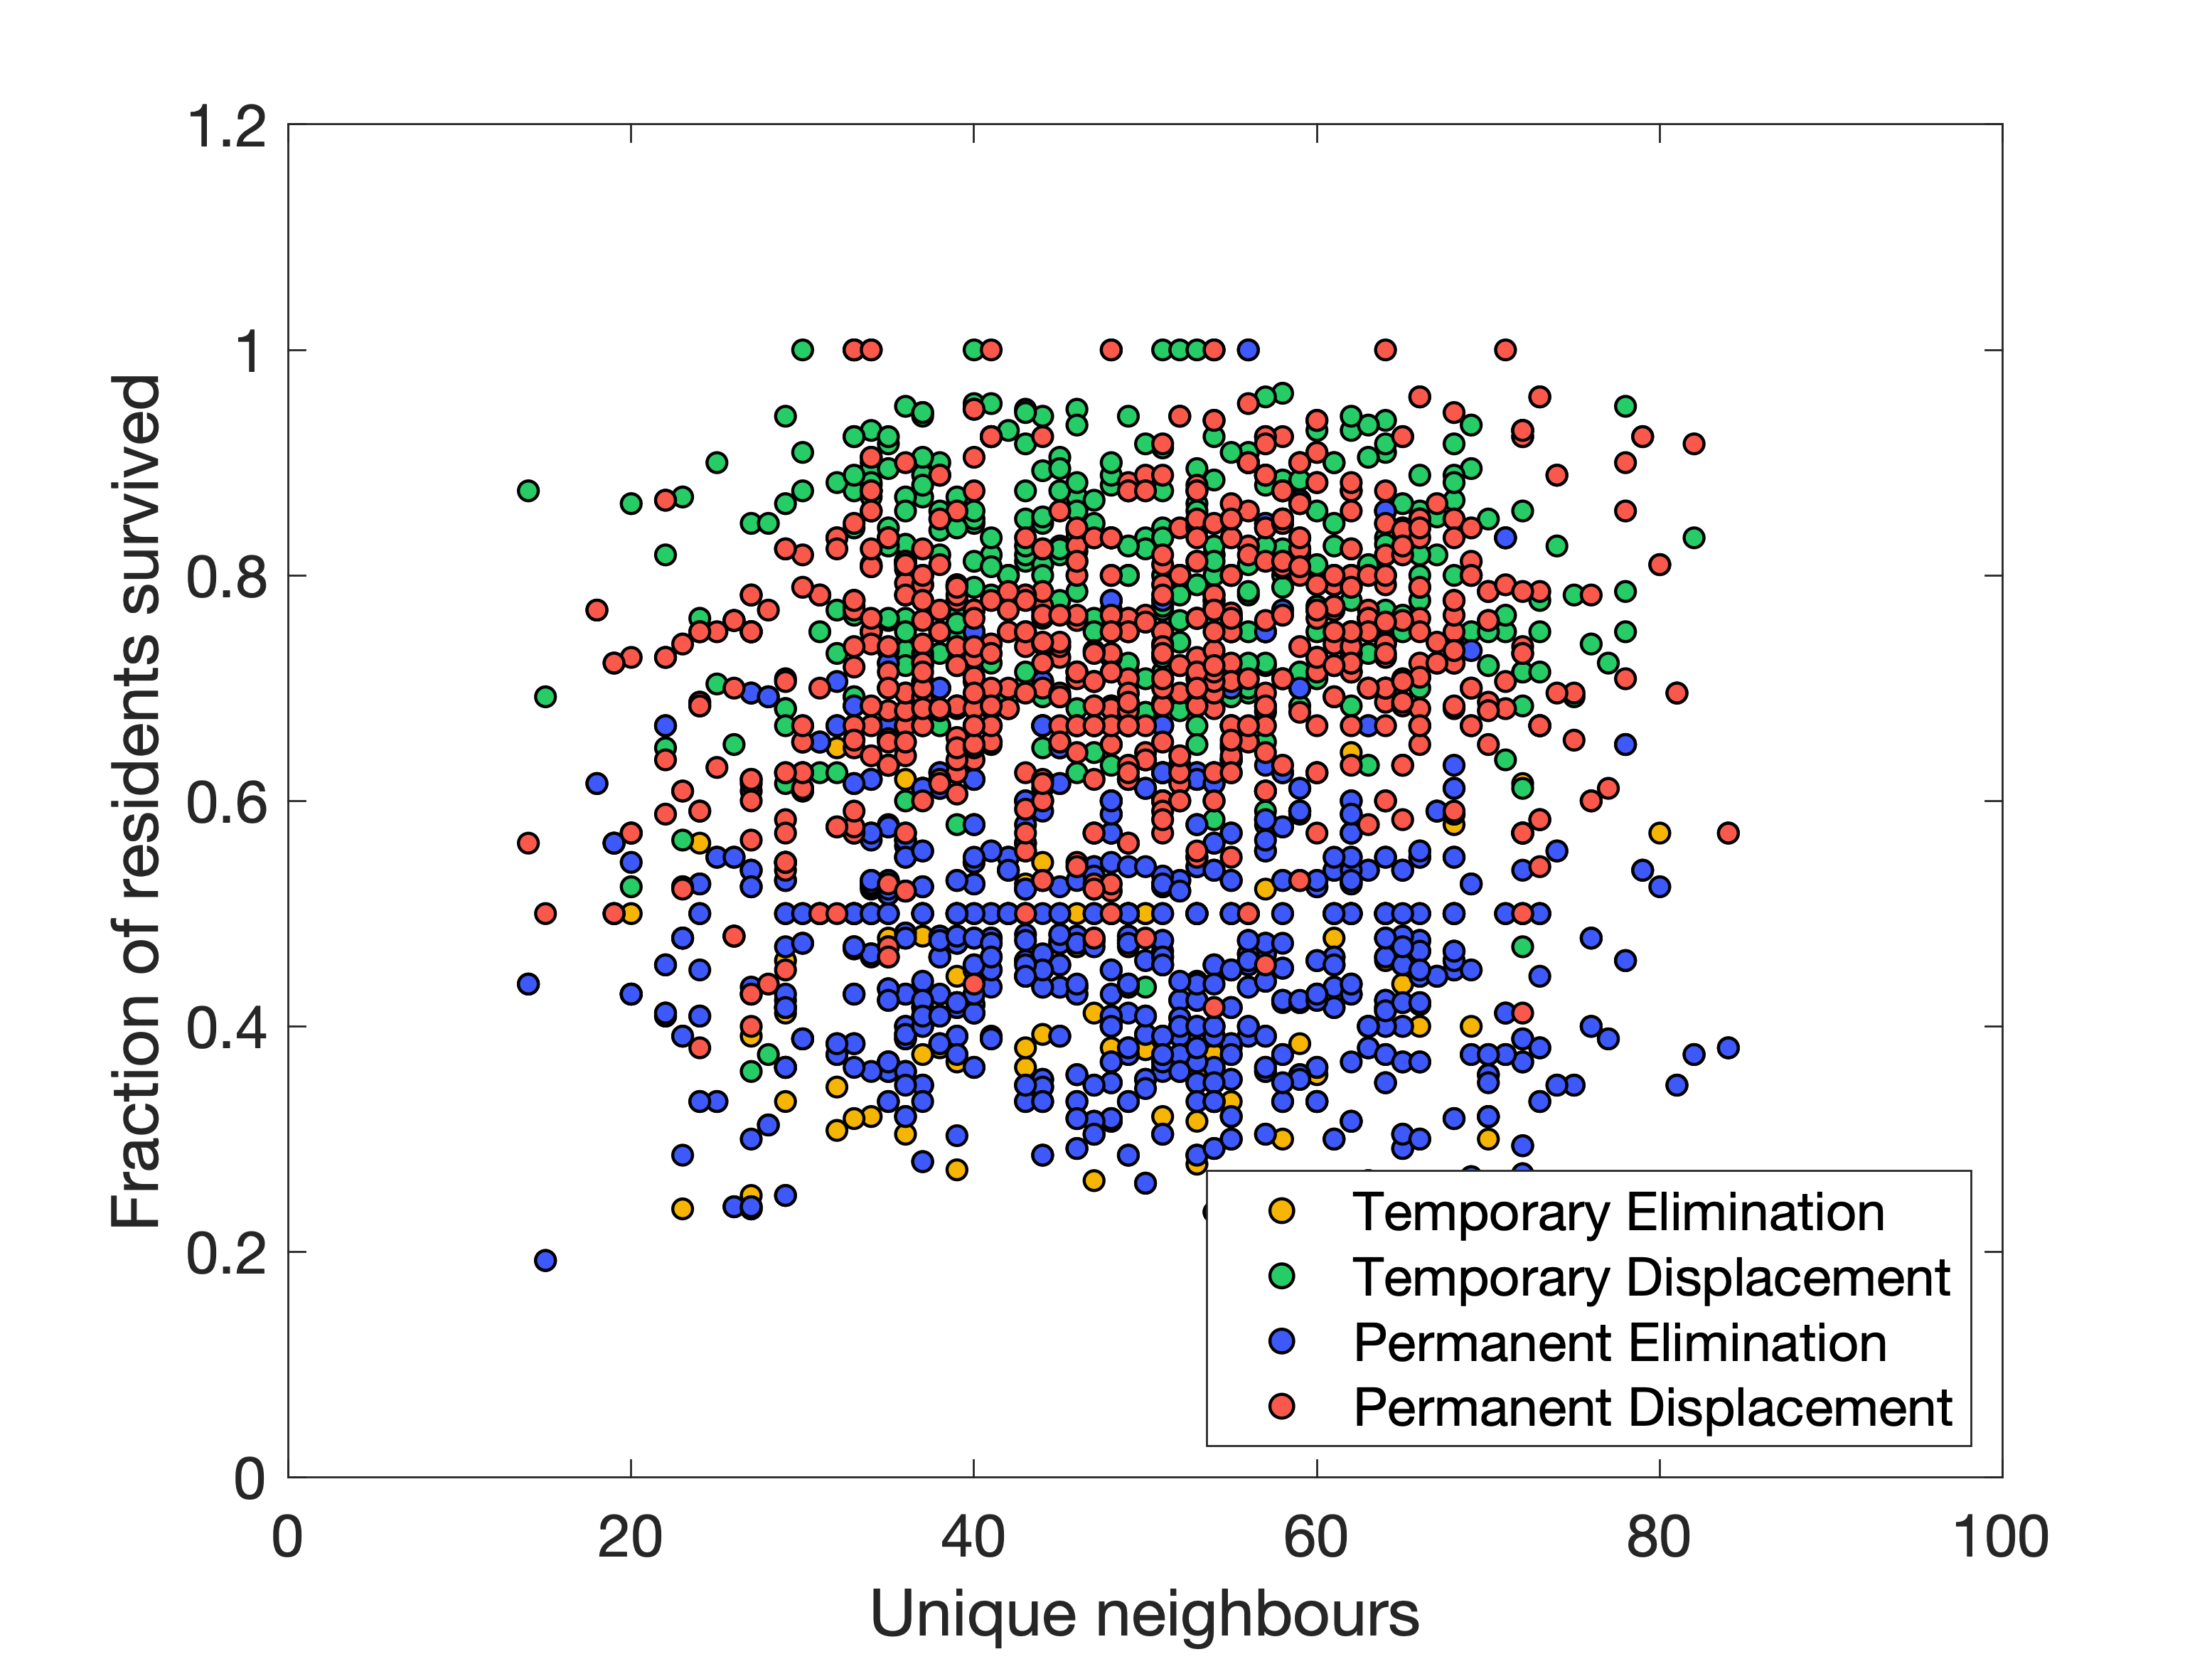 Fraction of residents survived
1.2
1
0.8
0.6
0.4
0.2
0
0 20 40 60 80 100
Unique neighbours
Temporary Elimination
Temporary Displacement
Permanent Elimination
Permanent Displacement